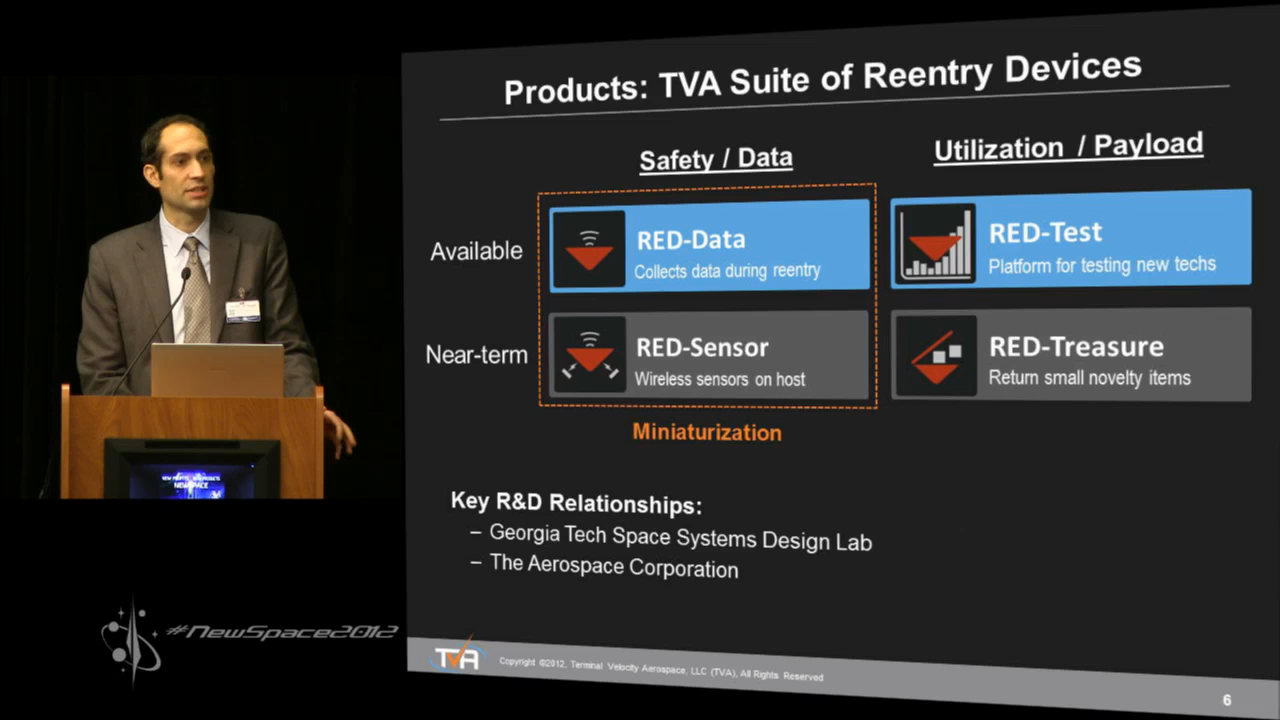 Products: TVA Suite of Reentry Devices
Safety / Data
Utilization / Payload
Available
RED-Data
Collects data during reentry
RED-Test
Platform for testing new techs
Near-term
RED-Sensor
Wireless sensors on host
RED-Treasure
Return small novelty items
Miniaturization
Key R&D Relationships:
– Georgia Tech Space Systems Design Lab
– The Aerospace Corporation
NEWSPACE
#NewSpace2012
TVA
Copyright ©2012, Terminal Velocity Aerospace, LLC (TVA), All Rights Reserved
6